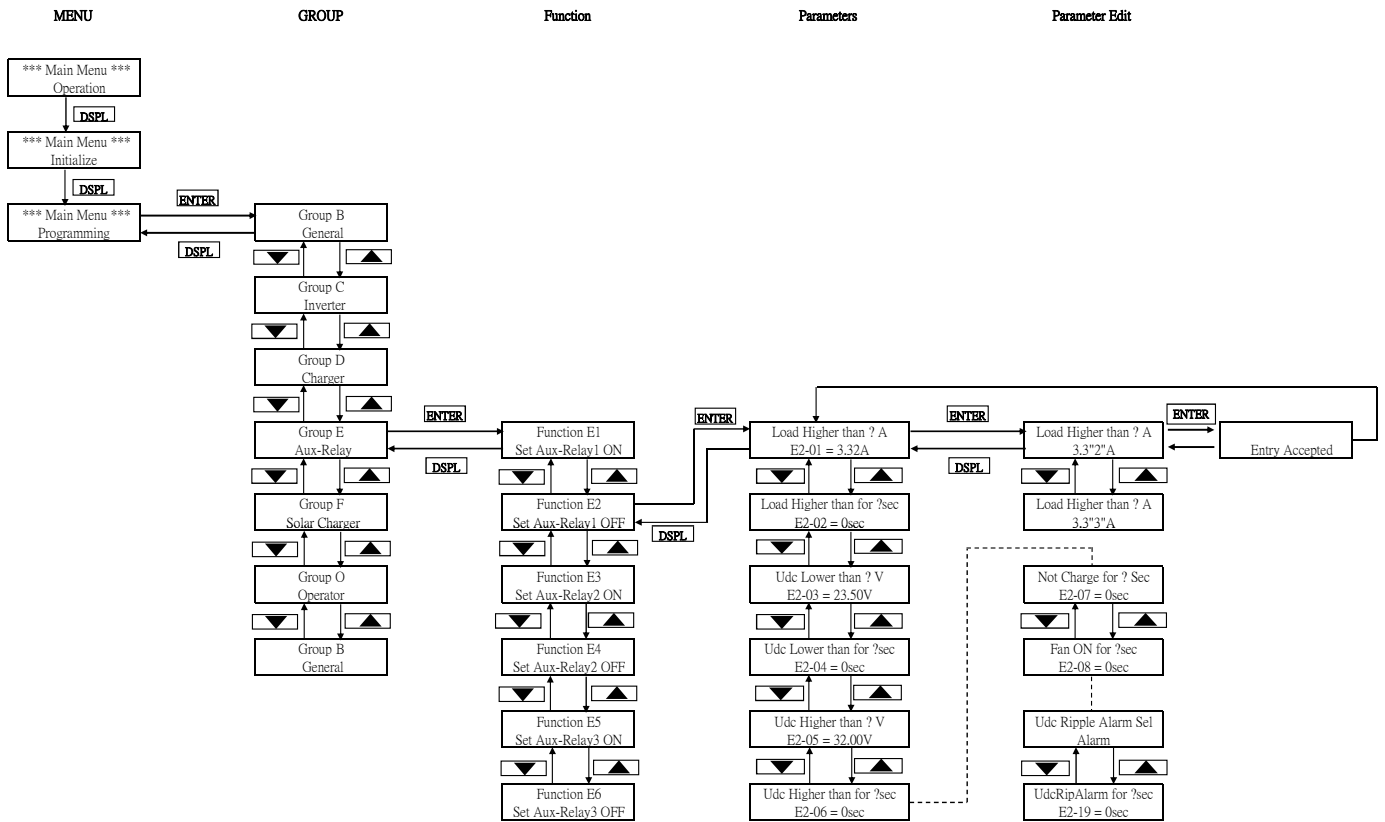 MENU
GROUP
Function
Parameters
Parameter Edit
*** Main Menu ***
Operation
DSPL
*** Main Menu ***
Initialize
DSPL
*** Main Menu ***
Programming
ENTER
DSPL
Group B
General
Group C
Inverter
Group D
Charger
Group E
Aux-Relay
Group F
Solar Charger
Group O
Operator
Group B
General
ENTER
DSPL
Function E1
Set Aux-Relay1 ON
Function E2
Set Aux-Relay1 OFF
Function E3
Set Aux-Relay2 ON
Function E4
Set Aux-Relay2 OFF
Function E5
Set Aux-Relay3 ON
Function E6
Set Aux-Relay3 OFF
ENTER
DSPL
Load Higher than ? A
E2-01 = 3.32A
Load Higher than for ?sec
E2-02 = 0sec
Udc Lower than ? V
E2-03 = 23.50V
Udc Lower than for ?sec
E2-04 = 0sec
Udc Higher than ? V
E2-05 = 32.00V
Udc Higher than for ?sec
E2-06 = 0sec
ENTER
DSPL
Load Higher than ? A
3.3"2"A
Load Higher than ? A
3.3"3"A
Not Charge for ? Sec
E2-07 = 0sec
Fan ON for ?sec
E2-08 = 0sec
Udc Ripple Alarm Sel
Alarm
UdcRipAlarm for ?sec
E2-19 = 0sec
ENTER
Entry Accepted